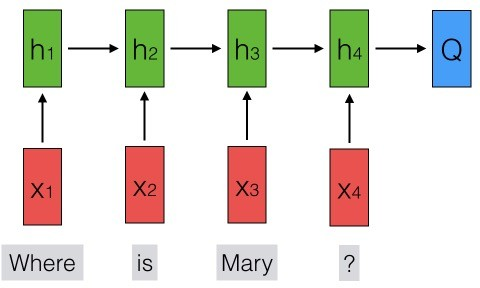 h1 h2 h3 h4 Q
x1 x2 x3 x4
Where is Mary ?